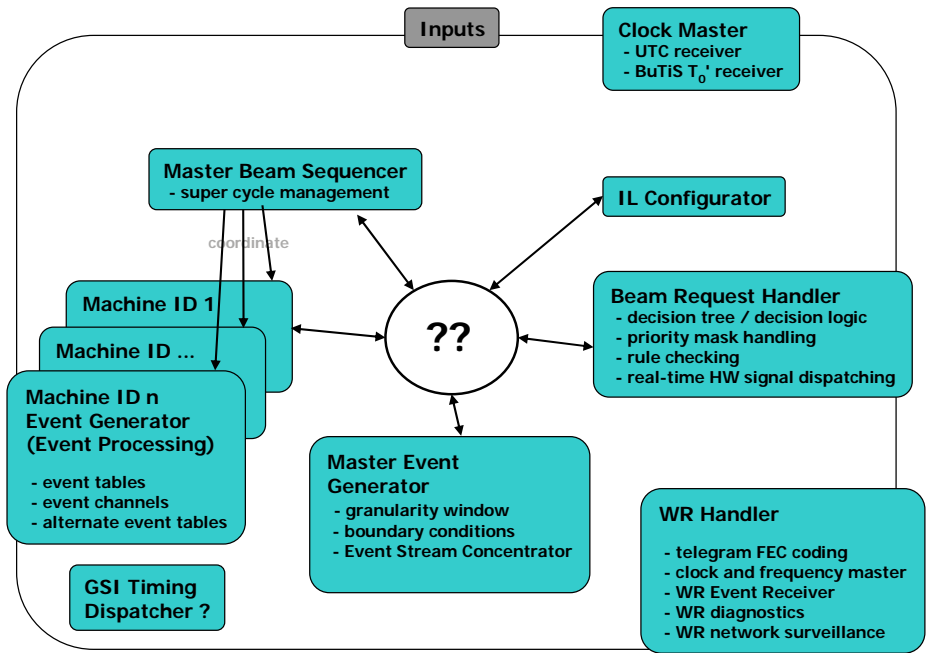 Inputs
Clock Master
- UTC receiver
- BuTiS T0' receiver
Master Beam Sequencer
- super cycle management
IL Configurator
coordinate
Machine ID 1
Machine ID ...
Machine ID n
Event Generator
(Event Processing)
- event tables
- event channels
- alternate event tables
??
Beam Request Handler
- decision tree / decision logic
- priority mask handling
- rule checking
- real-time HW signal dispatching
Master Event
Generator
- granularity window
- boundary conditions
- Event Stream Concentrator
WR Handler
- telegram FEC coding
- clock and frequency master
- WR Event Receiver
- WR diagnostics
- WR network surveillance
GSI Timing
Dispatcher ?